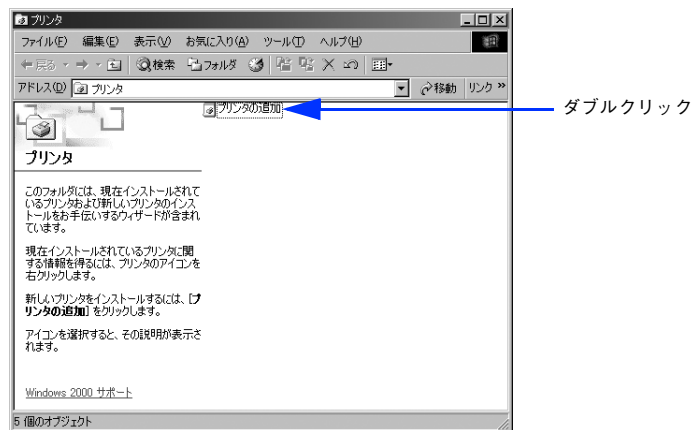 プリンタ
ファイル(F) 編集(E) 表示(V) お気に入り(A) ツール(T) ヘルプ(H)
戻る 検索 フォルダ
アドレス(D) プリンタ 移動 リンク »
プリンタの追加
ダブルクリック
プリンタ
このフォルダには、現在インストールされて
いるプリンタおよび新しいプリンタのインス
トールをお手伝いするウィザードが含まれ
ています。
現在インストールされているプリンタに関
する情報を得るには、プリンタのアイコンを
右クリックします。
新しいプリンタをインストールするには、[プ
リンタの追加] をクリックします。
アイコンを選択すると、その説明が表示さ
れます。
Windows 2000 サポート
5 個のオブジェクト